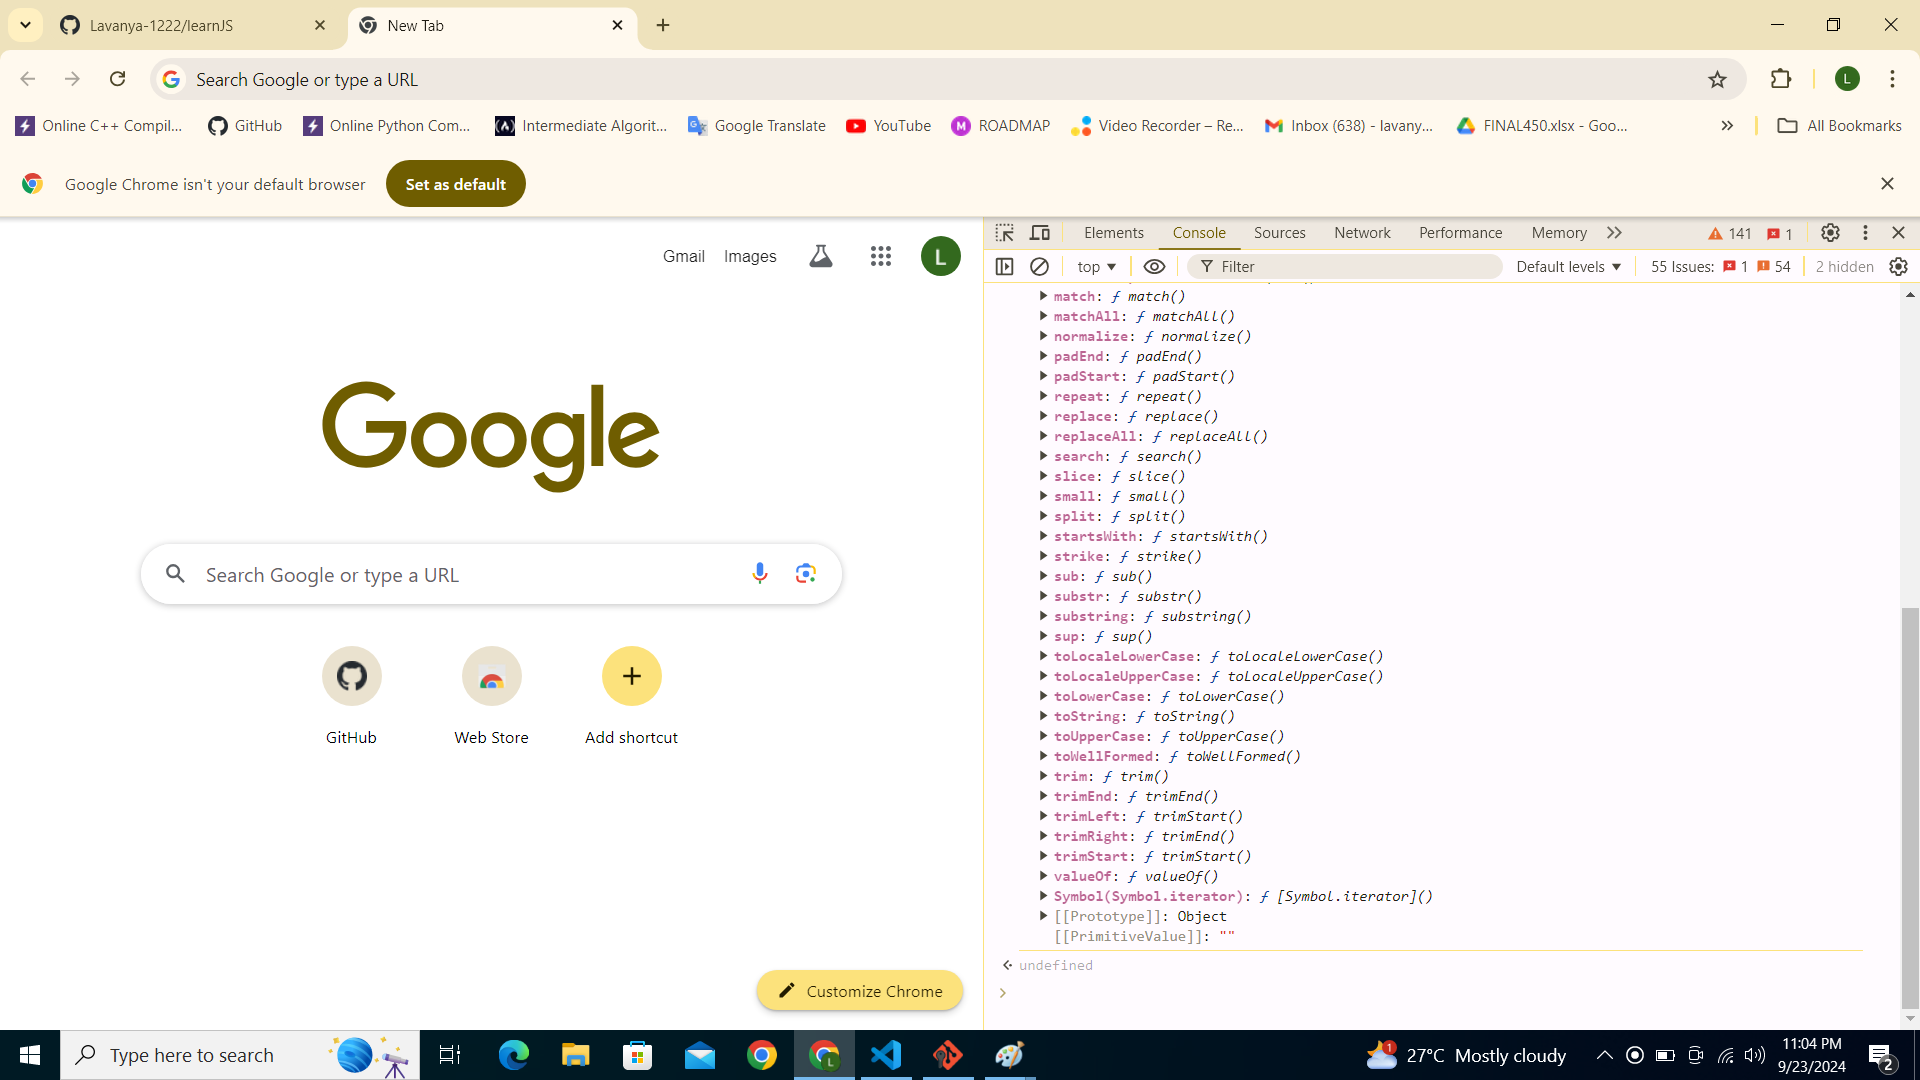 Lavanya-1222/learnJS
New Tab
Search Google or type a URL
L
Online C++ Compil...
GitHub
Online Python Com...
Intermediate Algorit...
Google Translate
YouTube
M ROADMAP
Video Recorder – Re...
Inbox (638) - lavany...
FINAL450.xlsx - Goo...
All Bookmarks
Google Chrome isn't your default browser
Set as default
Gmail
Images
L
Google
Search Google or type a URL
GitHub
Web Store
Add shortcut
Customize Chrome
Elements
Console
Sources
Network
Performance
Memory
141
1
top
Filter
Default levels
55 Issues:
1
54
2 hidden
match: ƒ match()
matchAll: ƒ matchAll()
normalize: ƒ normalize()
padEnd: ƒ padEnd()
padStart: ƒ padStart()
repeat: ƒ repeat()
replace: ƒ replace()
replaceAll: ƒ replaceAll()
search: ƒ search()
slice: ƒ slice()
small: ƒ small()
split: ƒ split()
startsWith: ƒ startsWith()
strike: ƒ strike()
sub: ƒ sub()
substr: ƒ substr()
substring: ƒ substring()
sup: ƒ sup()
toLocaleLowerCase: ƒ toLocaleLowerCase()
toLocaleUpperCase: ƒ toLocaleUpperCase()
toLowerCase: ƒ toLowerCase()
toString: ƒ toString()
toUpperCase: ƒ toUpperCase()
toWellFormed: ƒ toWellFormed()
trim: ƒ trim()
trimEnd: ƒ trimEnd()
trimLeft: ƒ trimStart()
trimRight: ƒ trimEnd()
trimStart: ƒ trimStart()
valueOf: ƒ valueOf()
Symbol(Symbol.iterator): ƒ [Symbol.iterator]()
[[Prototype]]: Object
[[PrimitiveValue]]: ""
undefined
Type here to search
L
1
27°C Mostly cloudy
11:04 PM
9/23/2024
2